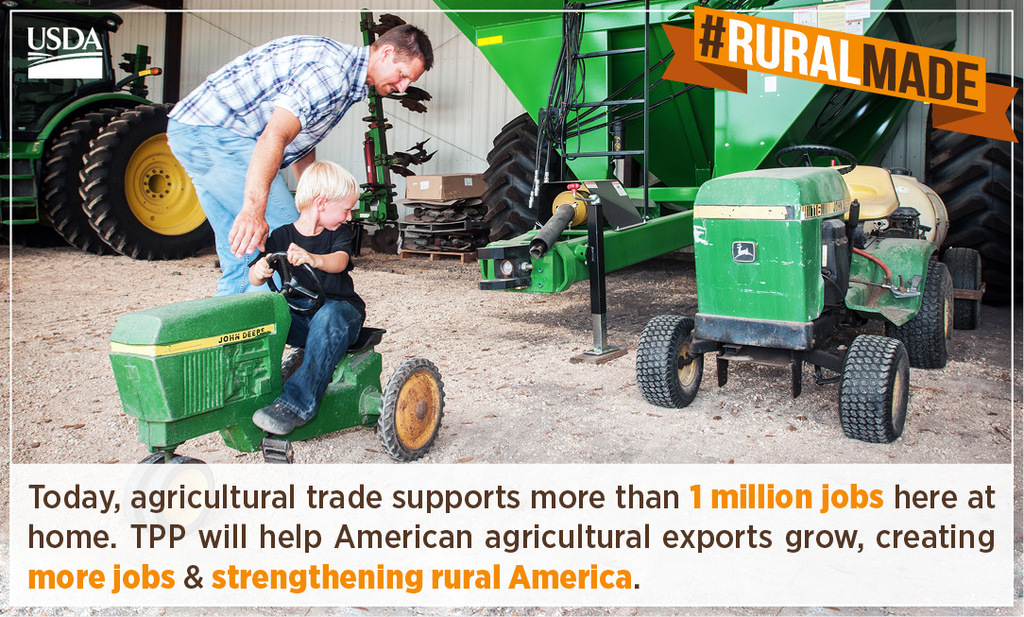 USDA
#RURALMADE
116
JOHN DEERE
Today, agricultural trade supports more than 1 million jobs here at
home. TPP will help American agricultural exports grow, creating
more jobs & strengthening rural America.